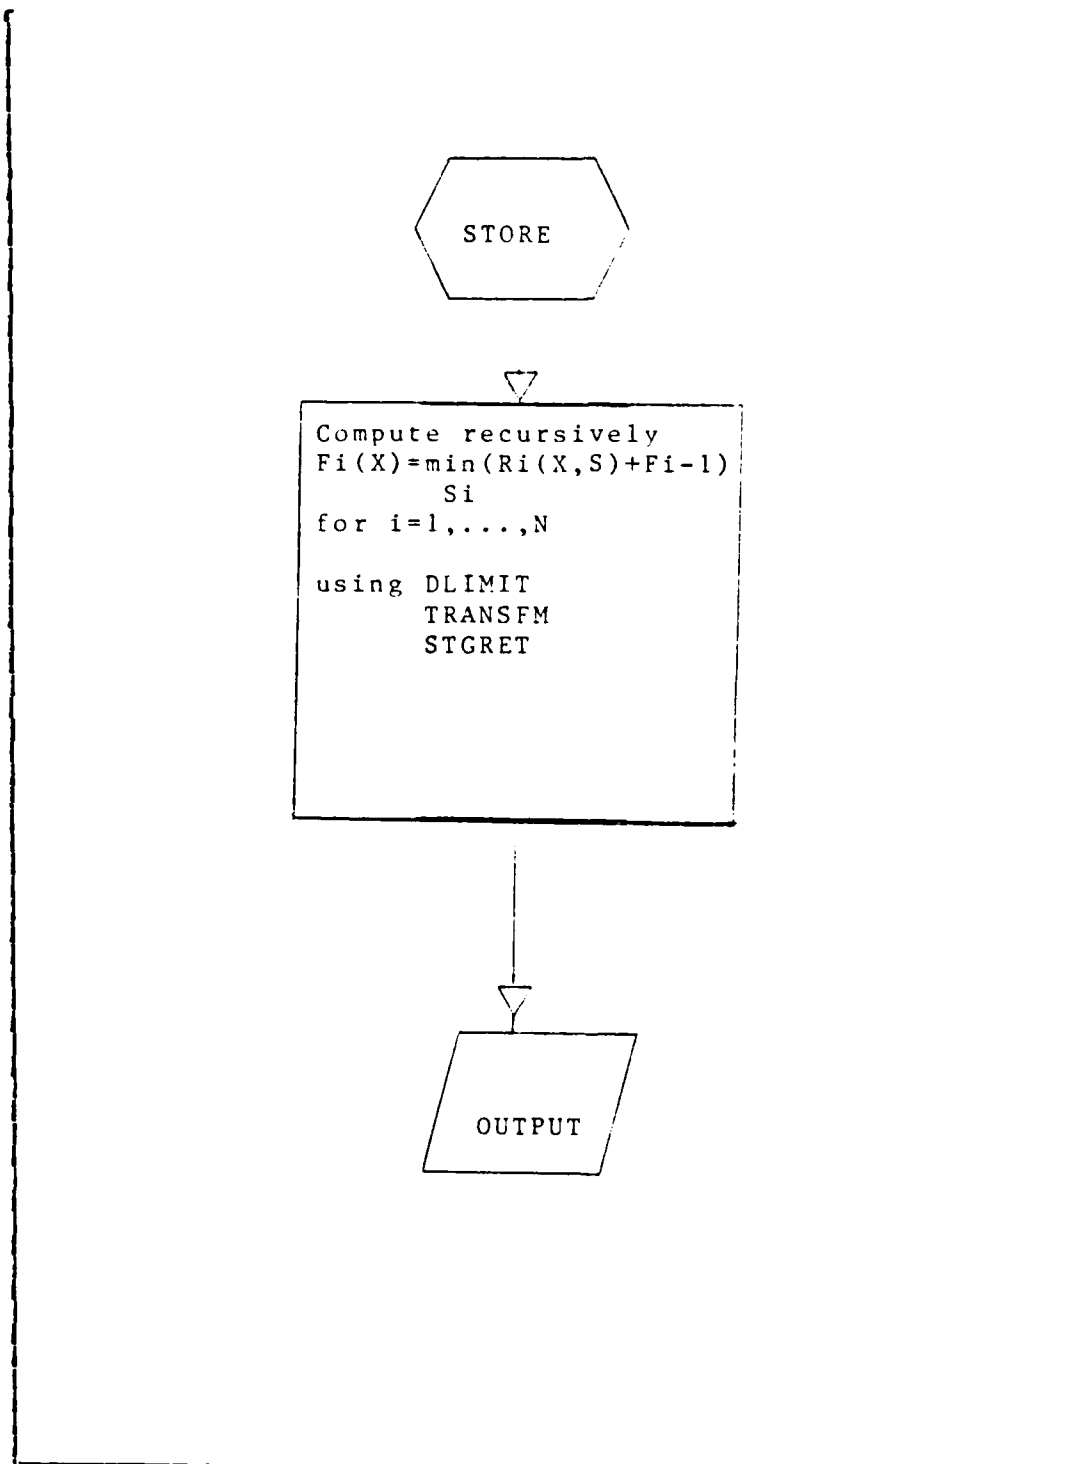 STORE
Compute recursively
Fi(X)=min(Ri(X,S)+Fi-1)
Si
for i=1,...,N
using DLIMIT
TRANSFM
STGRET
OUTPUT